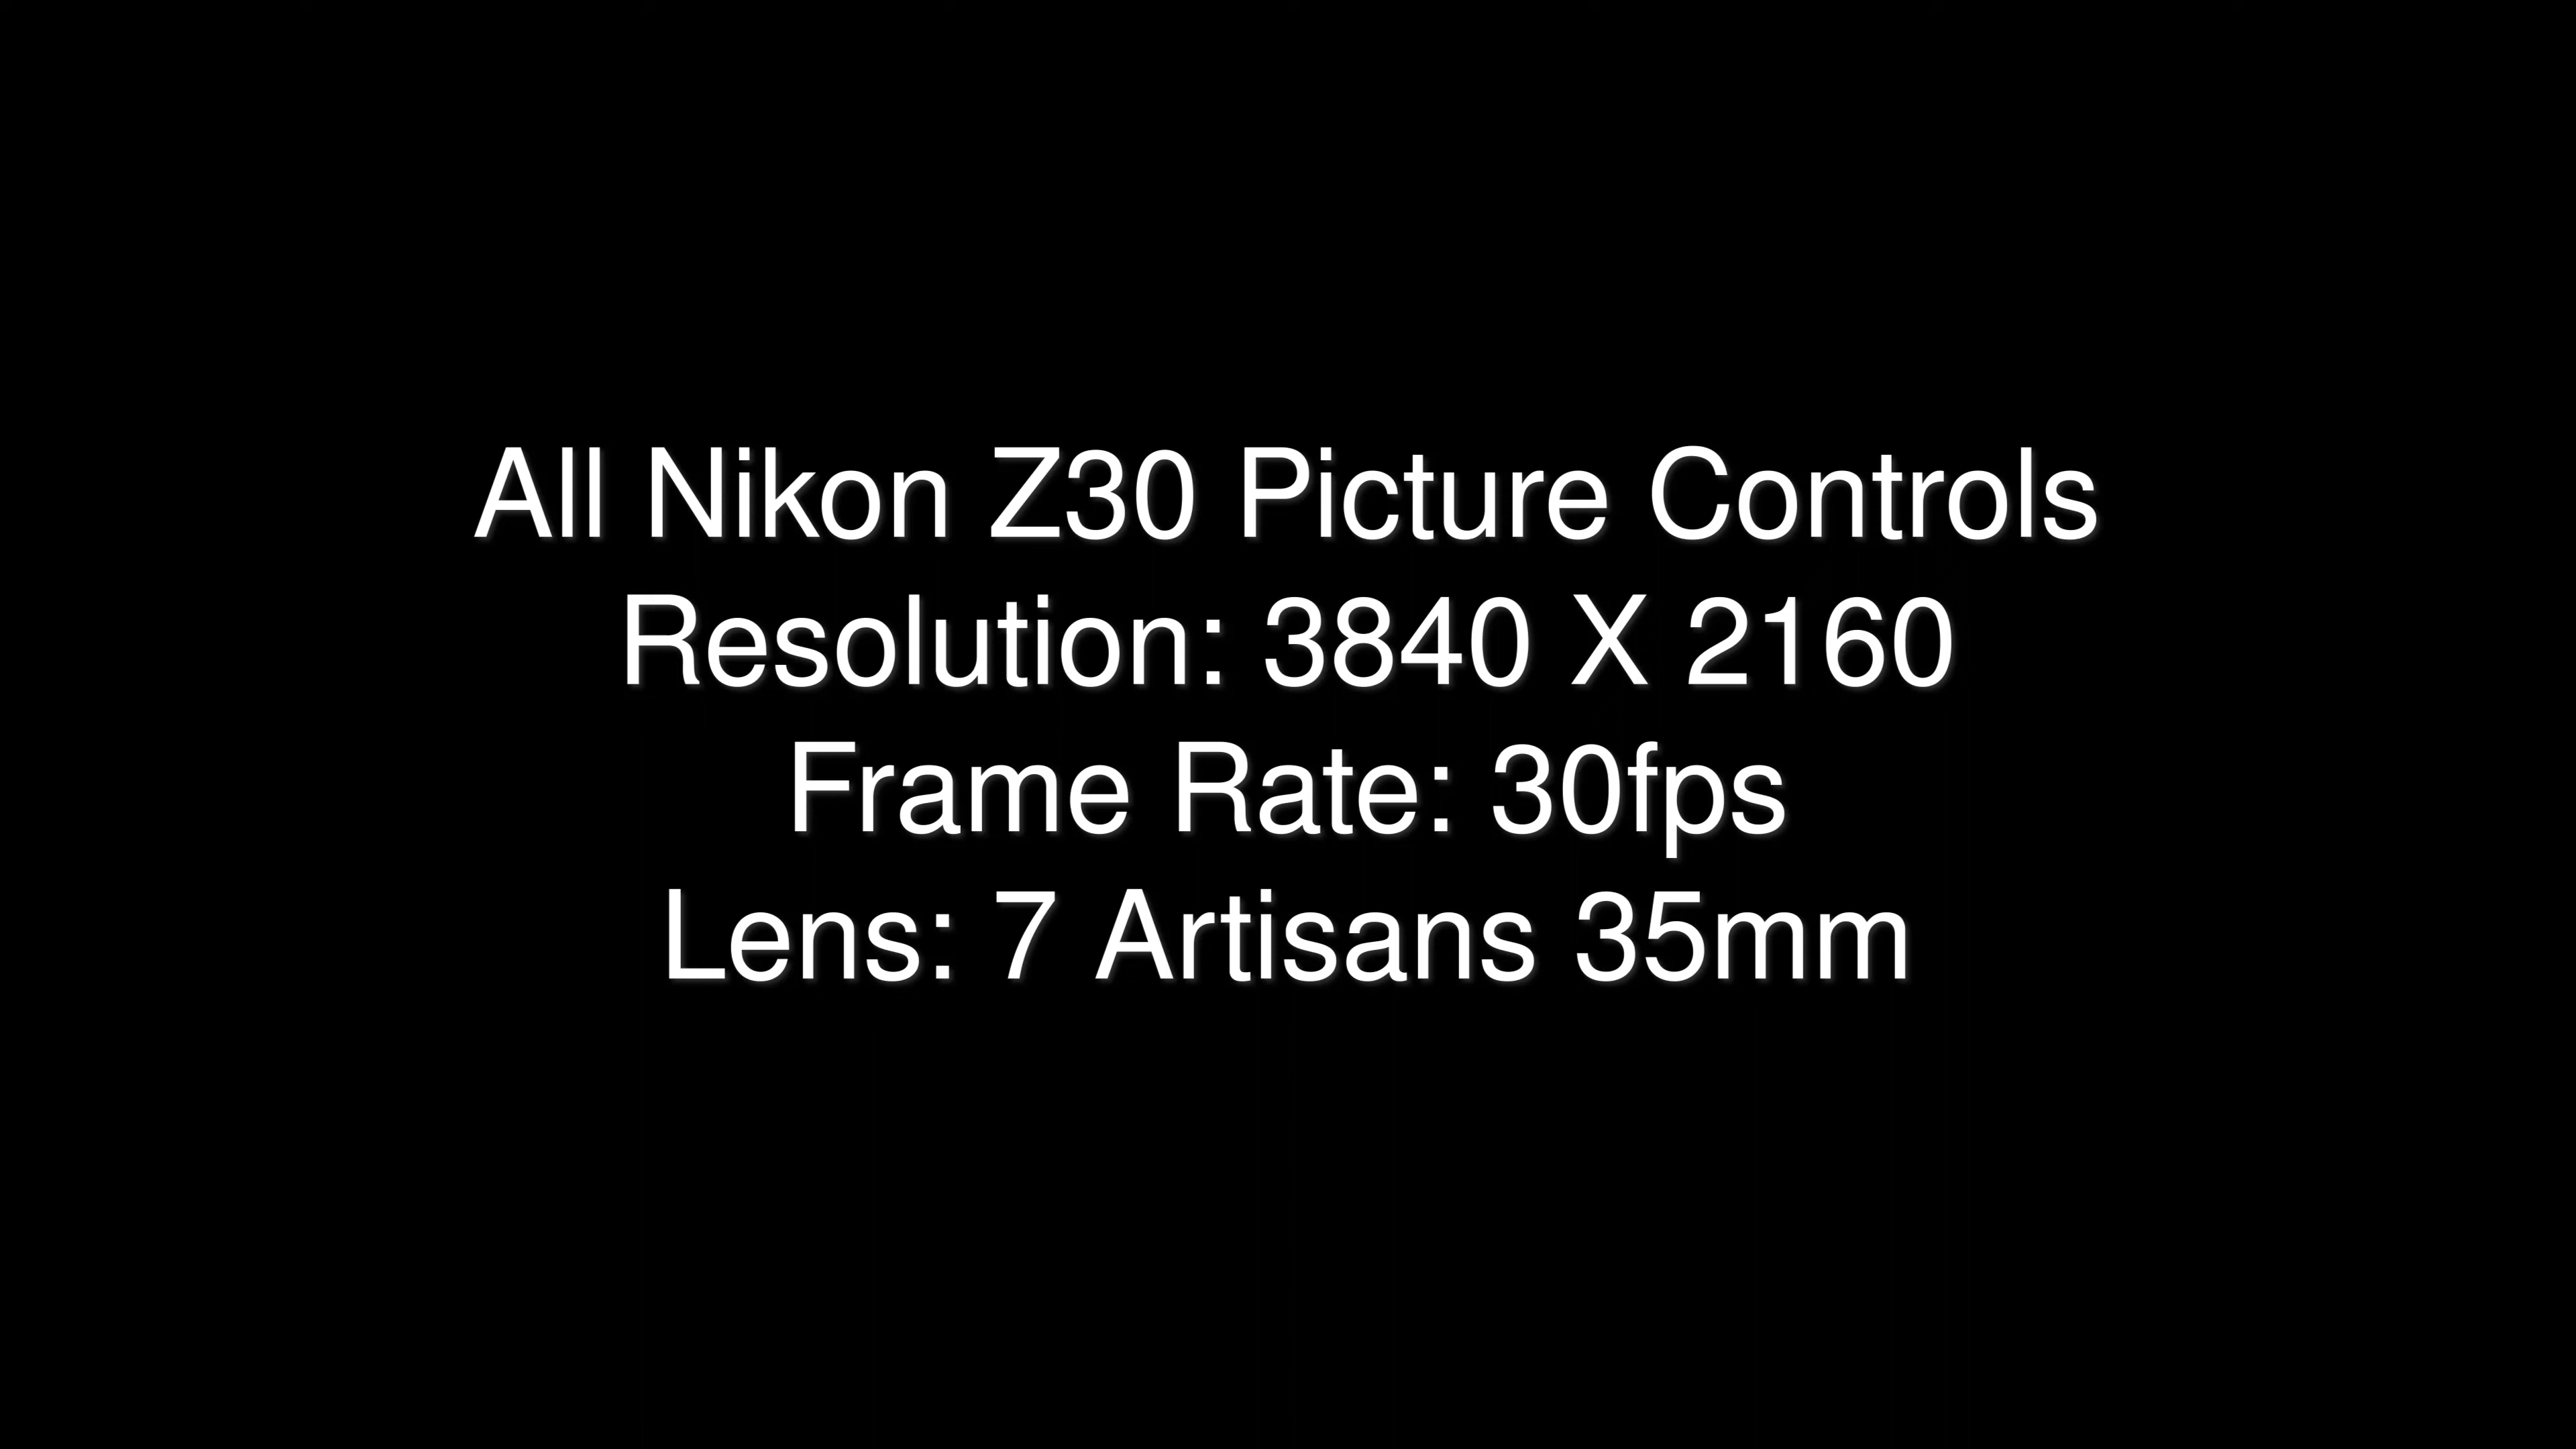 All Nikon Z30 Picture Controls
Resolution: 3840 X 2160
Frame Rate: 30fps
Lens: 7 Artisans 35mm